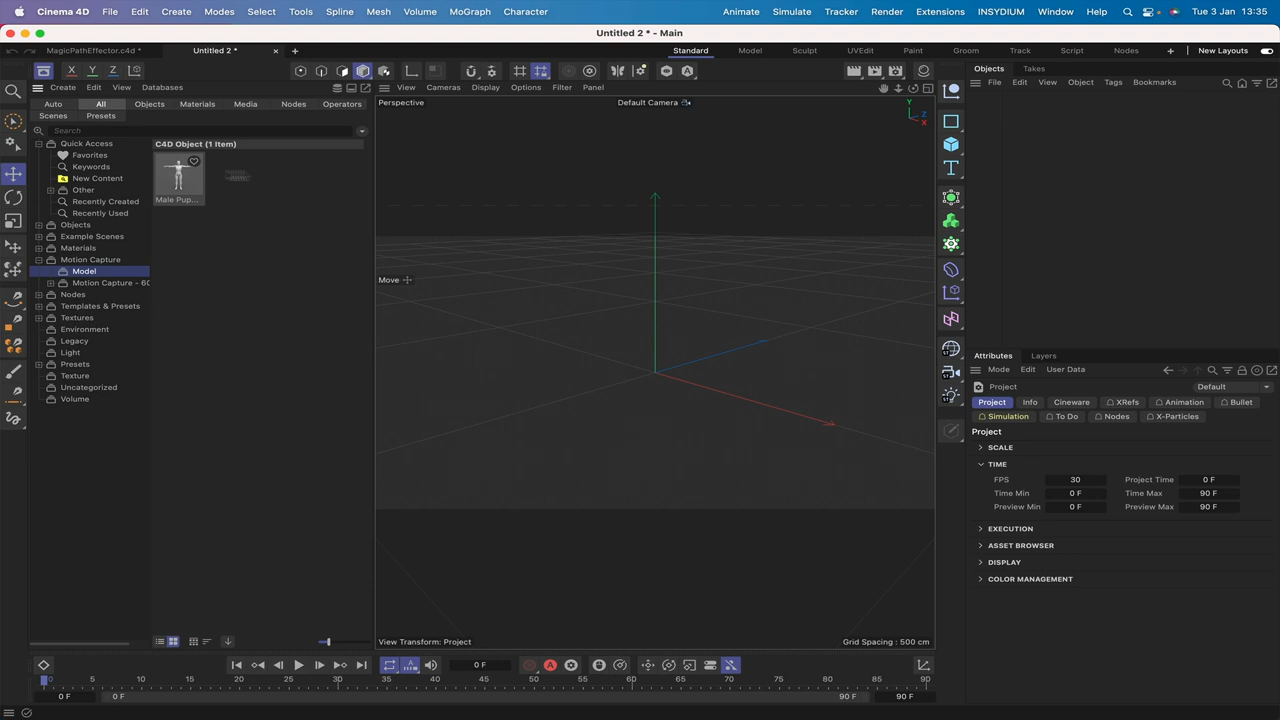 Cinema 4D File Edit Create Modes Select Tools Spline Mesh Volume MoGraph Character Animate Simulate Tracker Render Extensions INSYDIUM Window Help Tue 3 Jan 13:35
Untitled 2 * - Main
MagicPathEffector.c4d * Untitled 2 * Standard Model Sculpt UVEdit Paint Groom Track Script Nodes New Layouts
X Y Z
Objects Takes
Create Edit View Databases
View Cameras Display Options Filter Panel
File Edit View Object Tags Bookmarks
Auto All Objects Materials Media Nodes Operators
Scenes Presets
Perspective Default Camera
Y
Z
X
Search
Quick Access
C4D Object (1 Item)
Favorites
Keywords
New Content
Other
Recently Created
Male Pup...
Recently Used
Objects
Example Scenes
Materials
Motion Capture
Model
Motion Capture - 60
Move
Nodes
Templates & Presets
Textures
Environment
Legacy
Light
Presets
Texture
Uncategorized
Volume
Attributes Layers
Mode Edit User Data
Project Default
Project Info Cineware XRefs Animation Bullet
Simulation To Do Nodes X-Particles
Project
SCALE
TIME
FPS 30 Project Time 0 F
Time Min 0 F Time Max 90 F
Preview Min 0 F Preview Max 90 F
EXECUTION
ASSET BROWSER
DISPLAY
COLOR MANAGEMENT
View Transform: Project Grid Spacing : 500 cm
0 F
0 5 10 15 20 25 30 35 40 45 50 55 60 65 70 75 80 85 90
0 F 0 F 90 F 90 F